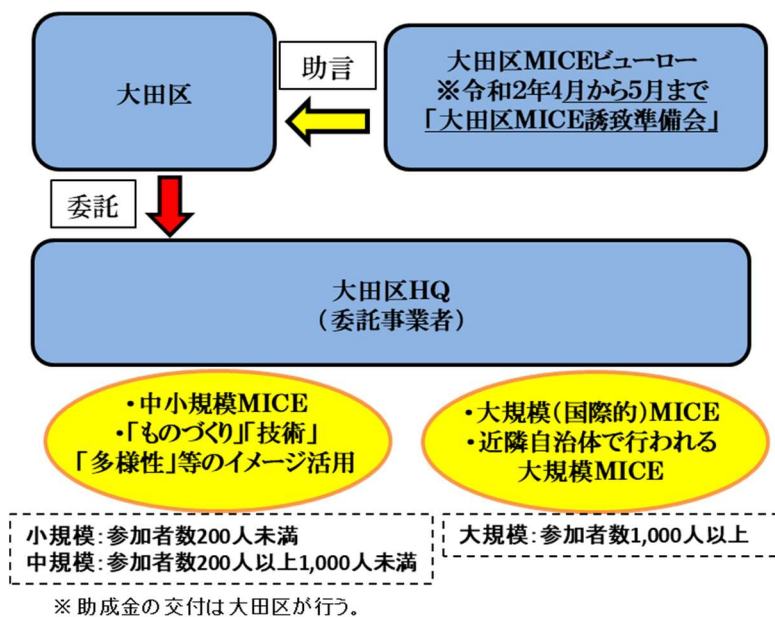 大田区
助言
大田区MICEビューロー
※令和2年4月から5月まで
「大田区MICE誘致準備会」
委託
大田区HQ
(委託事業者)
・中小規模MICE
・「ものづくり」「技術」
「多様性」等のイメージ活用
・大規模(国際的)MICE
・近隣自治体で行われる
大規模MICE
小規模:参加者数200人未満
中規模:参加者数200人以上1,000人未満
大規模:参加者数1,000人以上
※助成金の交付は大田区が行う。